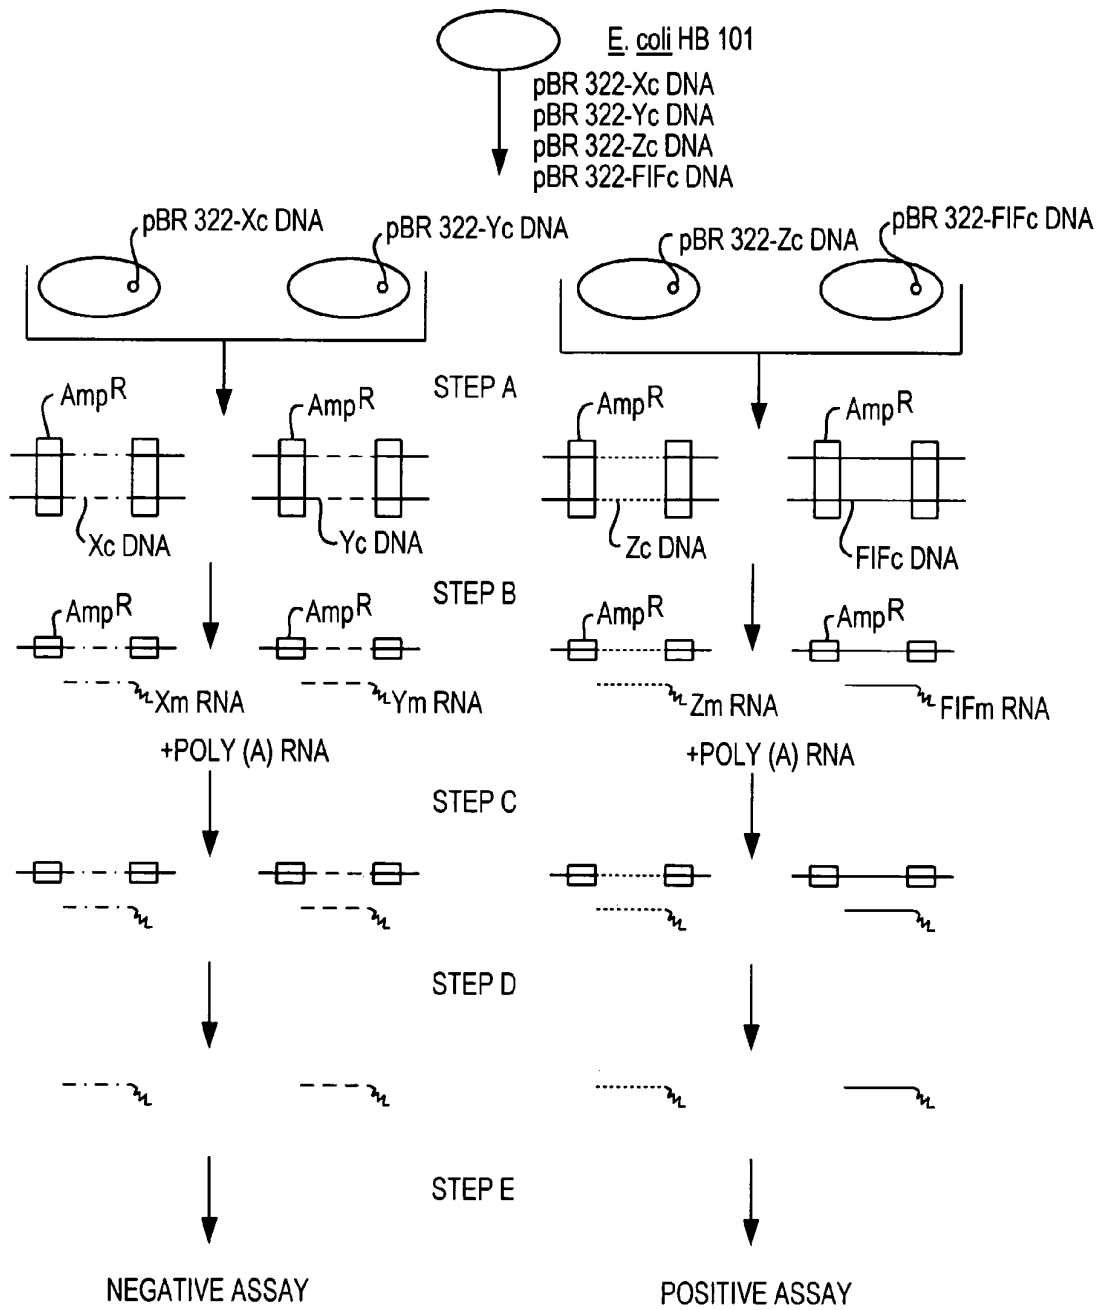 E. coli HB 101
pBR 322-Xc DNA
pBR 322-Yc DNA
pBR 322-Zc DNA
pBR 322-FIFc DNA
pBR 322-Xc DNA
pBR 322-Yc DNA
pBR 322-Zc DNA
pBR 322-FIFc DNA
STEP A
AmpR
AmpR
AmpR
AmpR
Xc DNA
Yc DNA
Zc DNA
FIFc DNA
STEP B
AmpR
AmpR
AmpR
AmpR
Xm RNA
Ym RNA
Zm RNA
FIFm RNA
+POLY (A) RNA
+POLY (A) RNA
STEP C
STEP D
STEP E
NEGATIVE ASSAY
POSITIVE ASSAY